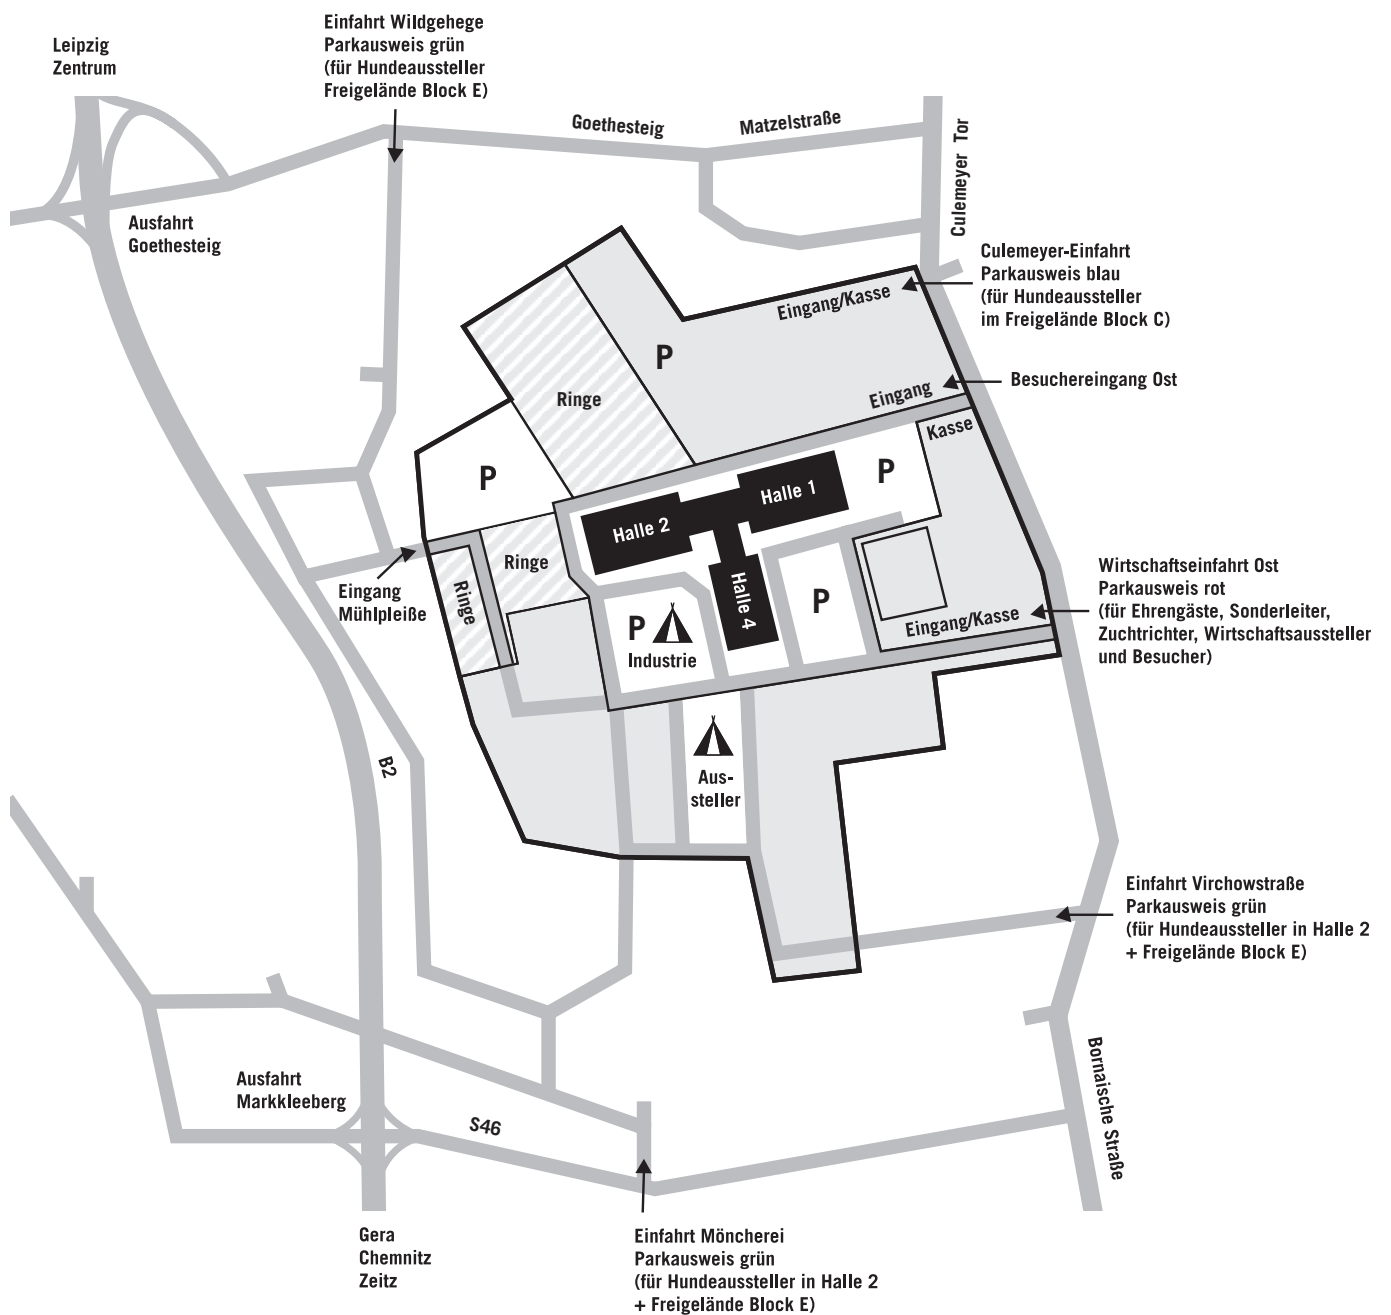 Einfahrt Wildgehege
Parkausweis grün
(für Hundeaussteller
Freigelände Block E)
Leipzig
Zentrum
Goethesteig
Matzelstraße
Culemeyer Tor
Ausfahrt
Goethesteig
Culemeyer-Einfahrt
Parkausweis blau
(für Hundeaussteller
im Freigelände Block C)
Eingang/Kasse
P
Ringe
Eingang
Besuchereingang Ost
Kasse
P
P
Halle 1
Halle 2
Halle 4
Ringe
Ringe
Eingang
Mühlpleiße
P
Industrie
P
Eingang/Kasse
Wirtschaftseinfahrt Ost
Parkausweis rot
(für Ehrengäste, Sonderleiter,
Zuchtrichter, Wirtschaftsaussteller
und Besucher)
B2
Aus-
steller
Einfahrt Virchowstraße
Parkausweis grün
(für Hundeaussteller in Halle 2
+ Freigelände Block E)
Bornaische Straße
Ausfahrt
Markkleeberg
S46
Gera
Chemnitz
Zeitz
Einfahrt Möncherei
Parkausweis grün
(für Hundeaussteller in Halle 2
+ Freigelände Block E)